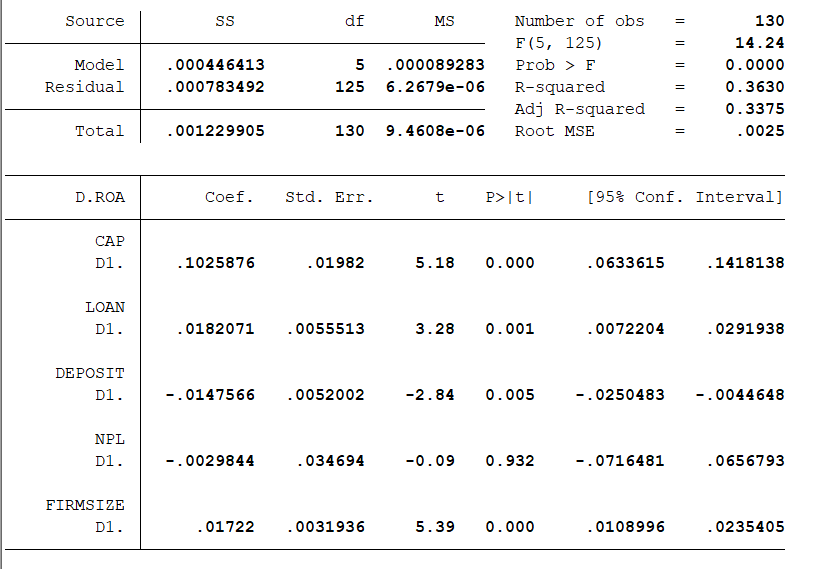 Source SS df MS Number of obs = 130
F(5, 125) = 14.24
Model .000446413 5 .000089283 Prob > F = 0.0000
Residual .000783492 125 6.2679e-06 R-squared = 0.3630
Adj R-squared = 0.3375
Total .001229905 130 9.4608e-06 Root MSE = .0025
D.ROA Coef. Std. Err. t P>|t| [95% Conf. Interval]
CAP
D1. .1025876 .01982 5.18 0.000 .0633615 .1418138
LOAN
D1. .0182071 .0055513 3.28 0.001 .0072204 .0291938
DEPOSIT
D1. -.0147566 .0052002 -2.84 0.005 -.0250483 -.0044648
NPL
D1. -.0029844 .034694 -0.09 0.932 -.0716481 .0656793
FIRMSIZE
D1. .01722 .0031936 5.39 0.000 .0108996 .0235405